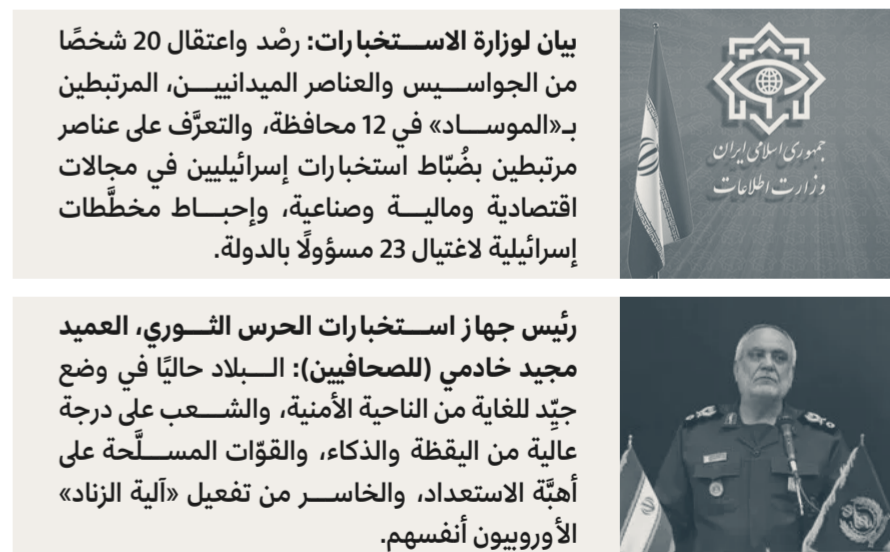 بيان لوزارة الاستخبارات: رصْد واعتقال 20 شخصًا
من الجواسيس والعناصر الميدانيين، المرتبطين
بـ«الموساد» في 12 محافظة، والتعرَّف على عناصر
مرتبطين بضُبّاط استخبارات إسرائيليين في مجالات
اقتصادية ومالية وصناعية، وإحباط مخطَّطات
إسرائيلية لاغتيال 23 مسؤولًا بالدولة.
جمهوری اسلامی ایران
وزارت اطلاعات
رئيس جهاز استخبارات الحرس الثوري، العميد
مجيد خادمي (للصحافيين): البلاد حاليًا في وضع
جيِّد للغاية من الناحية الأمنية، والشعب على درجة
عالية من اليقظة والذكاء، والقوّات المسلَّحة على
أهبَّة الاستعداد، والخاسر من تفعيل «آلية الزناد»
الأوروبيون أنفسهم.